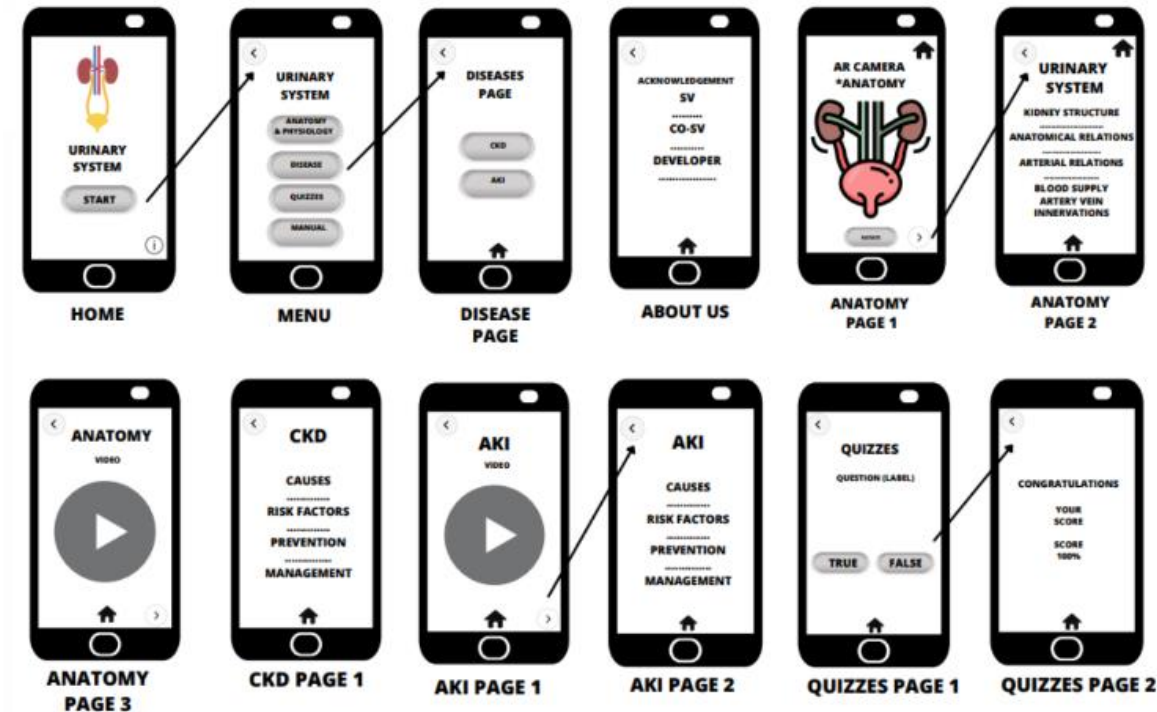 URINARY
SYSTEM
START
HOME
URINARY
SYSTEM
ANATOMY
& PHYSIOLOGY
DISEASE
QUIZZES
MANUAL
MENU
DISEASES
PAGE
CKD
AKI
DISEASE
PAGE
ACKNOWLEDGEMENT
SV
..........
CO-SV
..........
DEVELOPER
.................
ABOUT US
AR CAMERA
*ANATOMY
ANATOMY
PAGE 1
URINARY
SYSTEM
KIDNEY STRUCTURE
......................
ANATOMICAL RELATIONS
....................
ARTERIAL RELATIONS
..................
BLOOD SUPPLY
ARTERY VEIN
INNERVATIONS
ANATOMY
PAGE 2
ANATOMY
VIDEO
ANATOMY
PAGE 3
CKD
CAUSES
.............
RISK FACTORS
.............
PREVENTION
.............
MANAGEMENT
CKD PAGE 1
AKI
VIDEO
AKI PAGE 1
AKI
CAUSES
.............
RISK FACTORS
.............
PREVENTION
.............
MANAGEMENT
AKI PAGE 2
QUIZZES
QUESTION (LABEL)
TRUE FALSE
QUIZZES PAGE 1
CONGRATULATIONS
YOUR
SCORE
SCORE
100%
QUIZZES PAGE 2